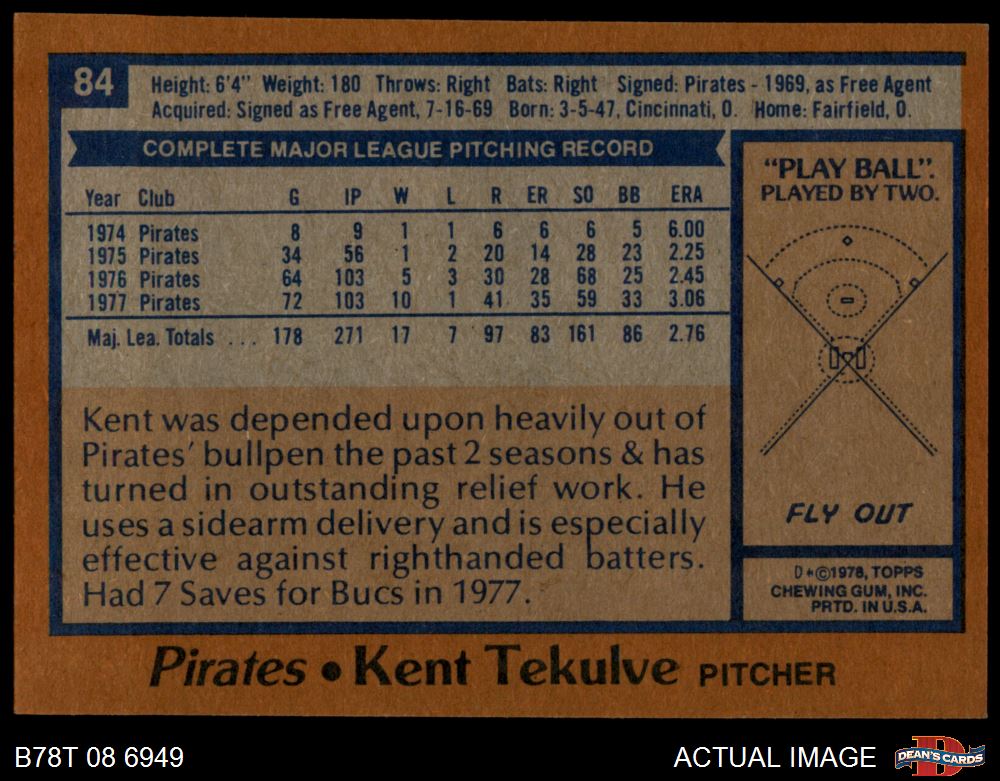 84
Height: 6'4" Weight: 180 Throws: Right Bats: Right Signed: Pirates - 1969, as Free Agent
Acquired: Signed as Free Agent, 7-16-69 Born: 3-5-47, Cincinnati, O. Home: Fairfield, O.
COMPLETE MAJOR LEAGUE PITCHING RECORD
Year Club G IP W L R ER SO BB ERA
1974 Pirates 8 9 1 1 6 6 6 5 6.00
1975 Pirates 34 56 1 2 20 14 28 23 2.25
1976 Pirates 64 103 5 3 30 28 68 25 2.45
1977 Pirates 72 103 10 1 41 35 59 33 3.06
Maj. Lea. Totals ... 178 271 17 7 97 83 161 86 2.76
Kent was depended upon heavily out of
Pirates' bullpen the past 2 seasons & has
turned in outstanding relief work. He
uses a sidearm delivery and is especially
effective against righthanded batters.
Had 7 Saves for Bucs in 1977.
"PLAY BALL".
PLAYED BY TWO.
FLY OUT
D*©1978, TOPPS
CHEWING GUM, INC.
PRTD. IN U.S.A.
Pirates • Kent Tekulve PITCHER
B78T 08 6949
ACTUAL IMAGE
DEAN'S CARDS